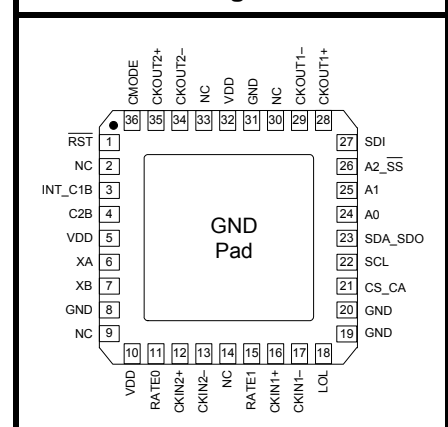 CMODE
CKOUT2+
CKOUT2–
NC
VDD
GND
NC
CKOUT1–
CKOUT1+
36 35 34 33 32 31 30 29 28
RST 1
NC 2
INT_C1B 3
C2B 4
VDD 5
XA 6
XB 7
GND 8
NC 9
GND
Pad
27 SDI
26 A2_SS
25 A1
24 A0
23 SDA_SDO
22 SCL
21 CS_CA
20 GND
19 GND
10 11 12 13 14 15 16 17 18
VDD
RATE0
CKIN2+
CKIN2–
NC
RATE1
CKIN1+
CKIN1–
LOL